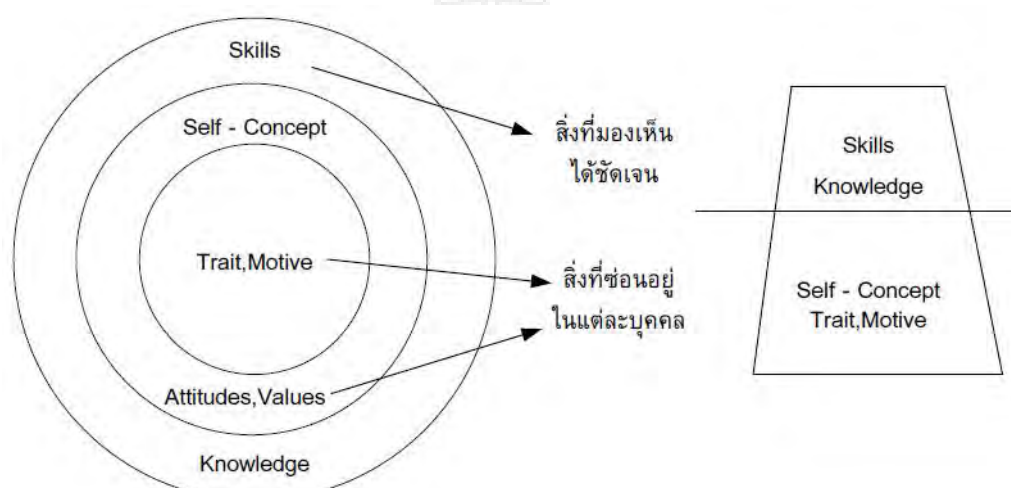 Skills
Self - Concept
Trait,Motive
Attitudes,Values
Knowledge
สิ่งที่มองเห็น
ได้ชัดเจน
สิ่งที่ซ่อนอยู่
ในแต่ละบุคคล
Skills
Knowledge
Self - Concept
Trait,Motive